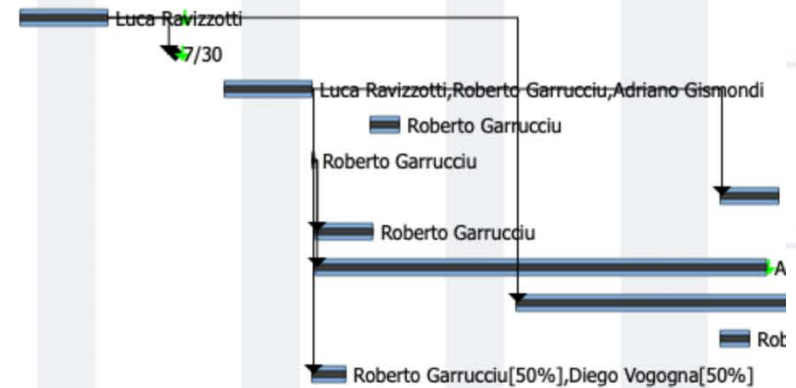 Luca Ravizzotti
7/30
Luca Ravizzotti,Roberto Garrucciu,Adriano Gismondi
Roberto Garrucciu
Roberto Garrucciu
Roberto Garrucciu
A
Rob
Roberto Garrucciu[50%],Diego Vogogna[50%]